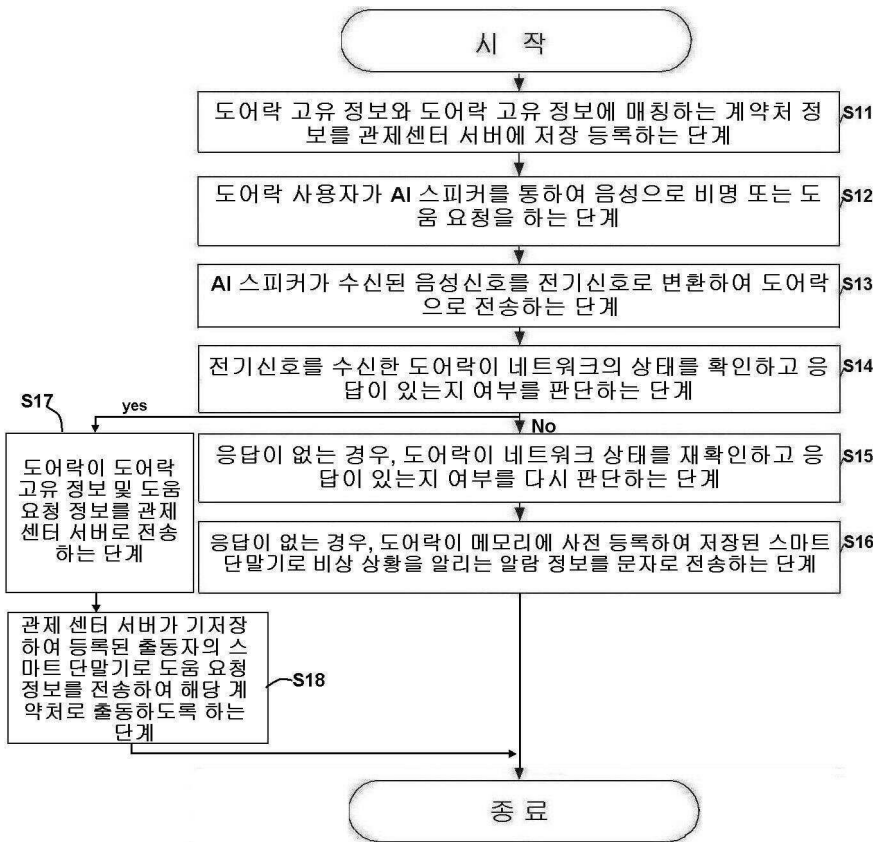 시 작
도어락 고유 정보와 도어락 고유 정보에 매칭하는 계약처 정
보를 관제센터 서버에 저장 등록하는 단계
S11
도어락 사용자가 AI 스피커를 통하여 음성으로 비명 또는 도
움 요청을 하는 단계
S12
AI 스피커가 수신된 음성신호를 전기신호로 변환하여 도어락
으로 전송하는 단계
S13
전기신호를 수신한 도어락이 네트워크의 상태를 확인하고 응
답이 있는지 여부를 판단하는 단계
S14
S17
yes
No
도어락이 도어락
고유 정보 및 도움
요청 정보를 관제
센터 서버로 전송
하는 단계
응답이 없는 경우, 도어락이 네트워크 상태를 재확인하고 응
답이 있는지 여부를 다시 판단하는 단계
S15
응답이 없는 경우, 도어락이 메모리에 사전 등록하여 저장된 스마트
단말기로 비상 상황을 알리는 알람 정보를 문자로 전송하는 단계
S16
관제 센터 서버가 기저장
하여 등록된 출동자의 스
마트 단말기로 도움 요청
정보를 전송하여 해당 계
약처로 출동하도록 하는
단계
S18
종 료